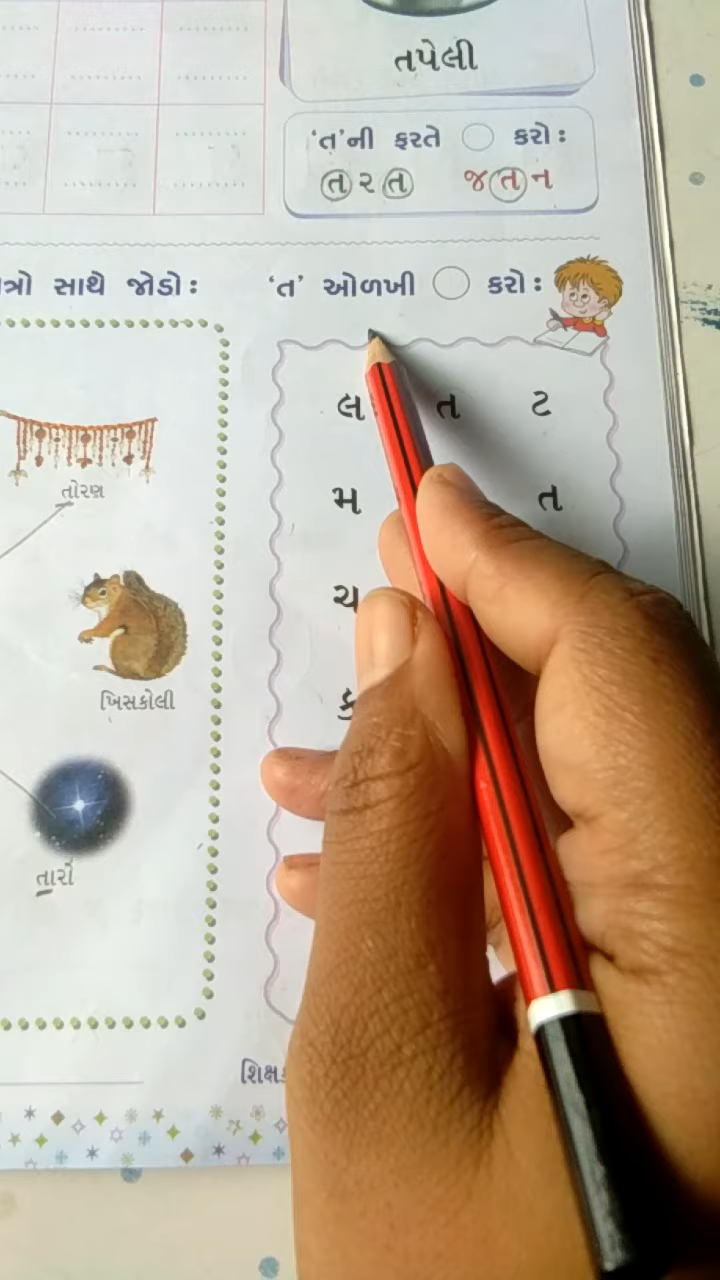 તપેલી
'ત'ની ફરતે ◯ કરો :
ત ર ત જ ત ન
સાથે જોડો :
'ત' ઓળખી ◯ કરો :
લ ત ટ
મ ત
ચ
તોરણ
ખિસકોલી
તારો